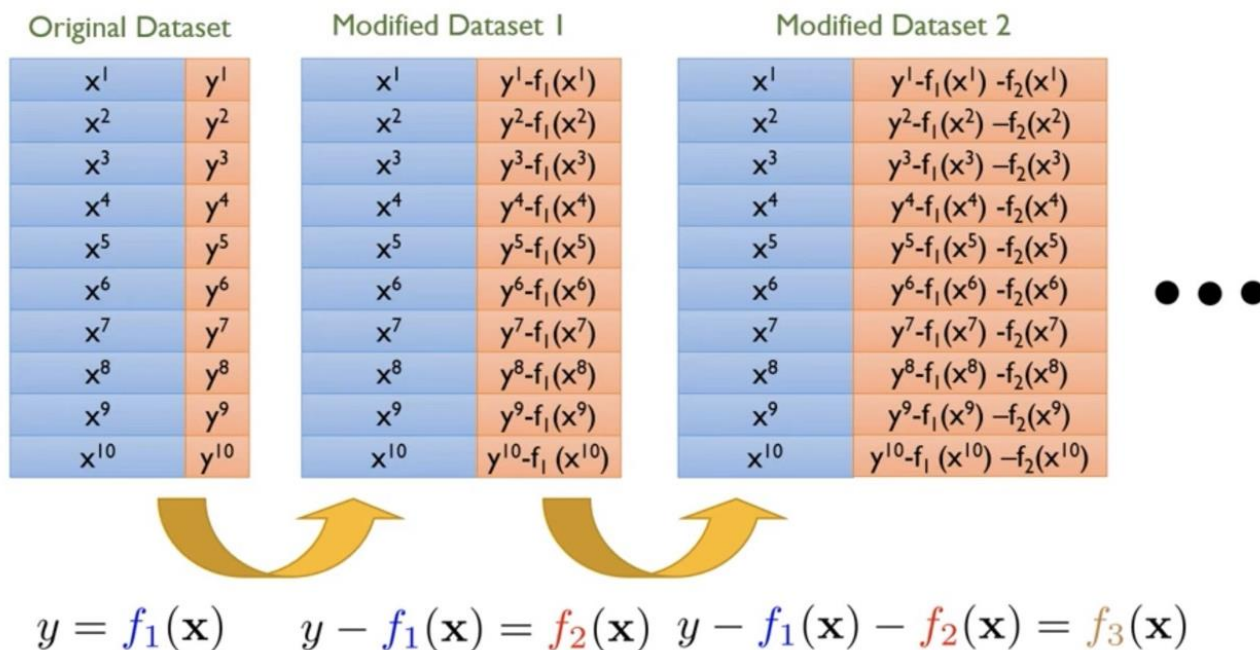 Original Dataset
x¹ y¹
x² y²
x³ y³
x⁴ y⁴
x⁵ y⁵
x⁶ y⁶
x⁷ y⁷
x⁸ y⁸
x⁹ y⁹
x¹⁰ y¹⁰
Modified Dataset 1
x¹ y¹-f₁(x¹)
x² y²-f₁(x²)
x³ y³-f₁(x³)
x⁴ y⁴-f₁(x⁴)
x⁵ y⁵-f₁(x⁵)
x⁶ y⁶-f₁(x⁶)
x⁷ y⁷-f₁(x⁷)
x⁸ y⁸-f₁(x⁸)
x⁹ y⁹-f₁(x⁹)
x¹⁰ y¹⁰-f₁ (x¹⁰)
Modified Dataset 2
x¹ y¹-f₁(x¹) -f₂(x¹)
x² y²-f₁(x²) –f₂(x²)
x³ y³-f₁(x³) –f₂(x³)
x⁴ y⁴-f₁(x⁴) -f₂(x⁴)
x⁵ y⁵-f₁(x⁵) -f₂(x⁵)
x⁶ y⁶-f₁(x⁶) -f₂(x⁶)
x⁷ y⁷-f₁(x⁷) -f₂(x⁷)
x⁸ y⁸-f₁(x⁸) -f₂(x⁸)
x⁹ y⁹-f₁(x⁹) –f₂(x⁹)
x¹⁰ y¹⁰-f₁ (x¹⁰) –f₂(x¹⁰)
•••
y = f₁(x)
y − f₁(x) = f₂(x)
y − f₁(x) − f₂(x) = f₃(x)